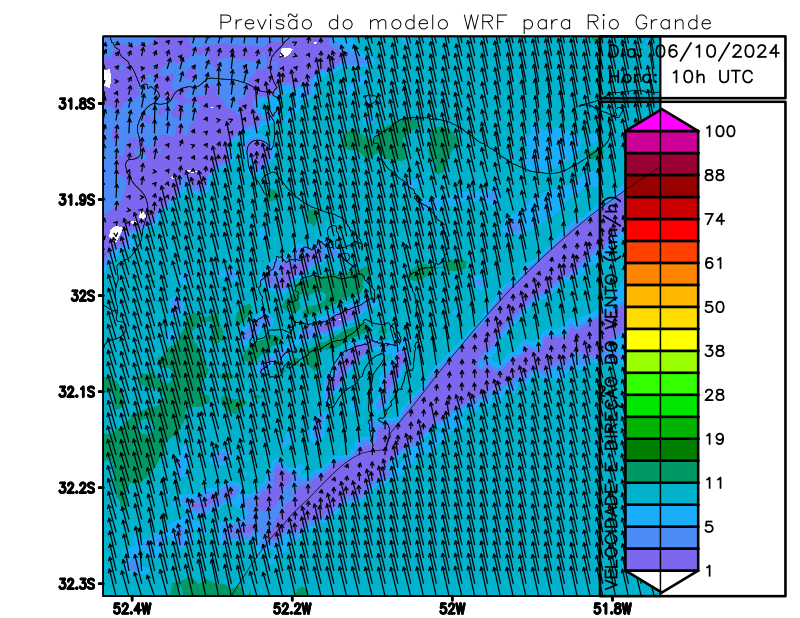 Previsão do modelo WRF para Rio Grande
Dia: 06/10/2024
Hora: 10h UTC
31.8S
31.9S
32S
32.1S
32.2S
32.3S
52.4W
52.2W
52W
51.8W
VELOCIDADE E DIREÇÃO DO VENTO (km/h)
100
88
74
61
50
38
28
19
11
5
1